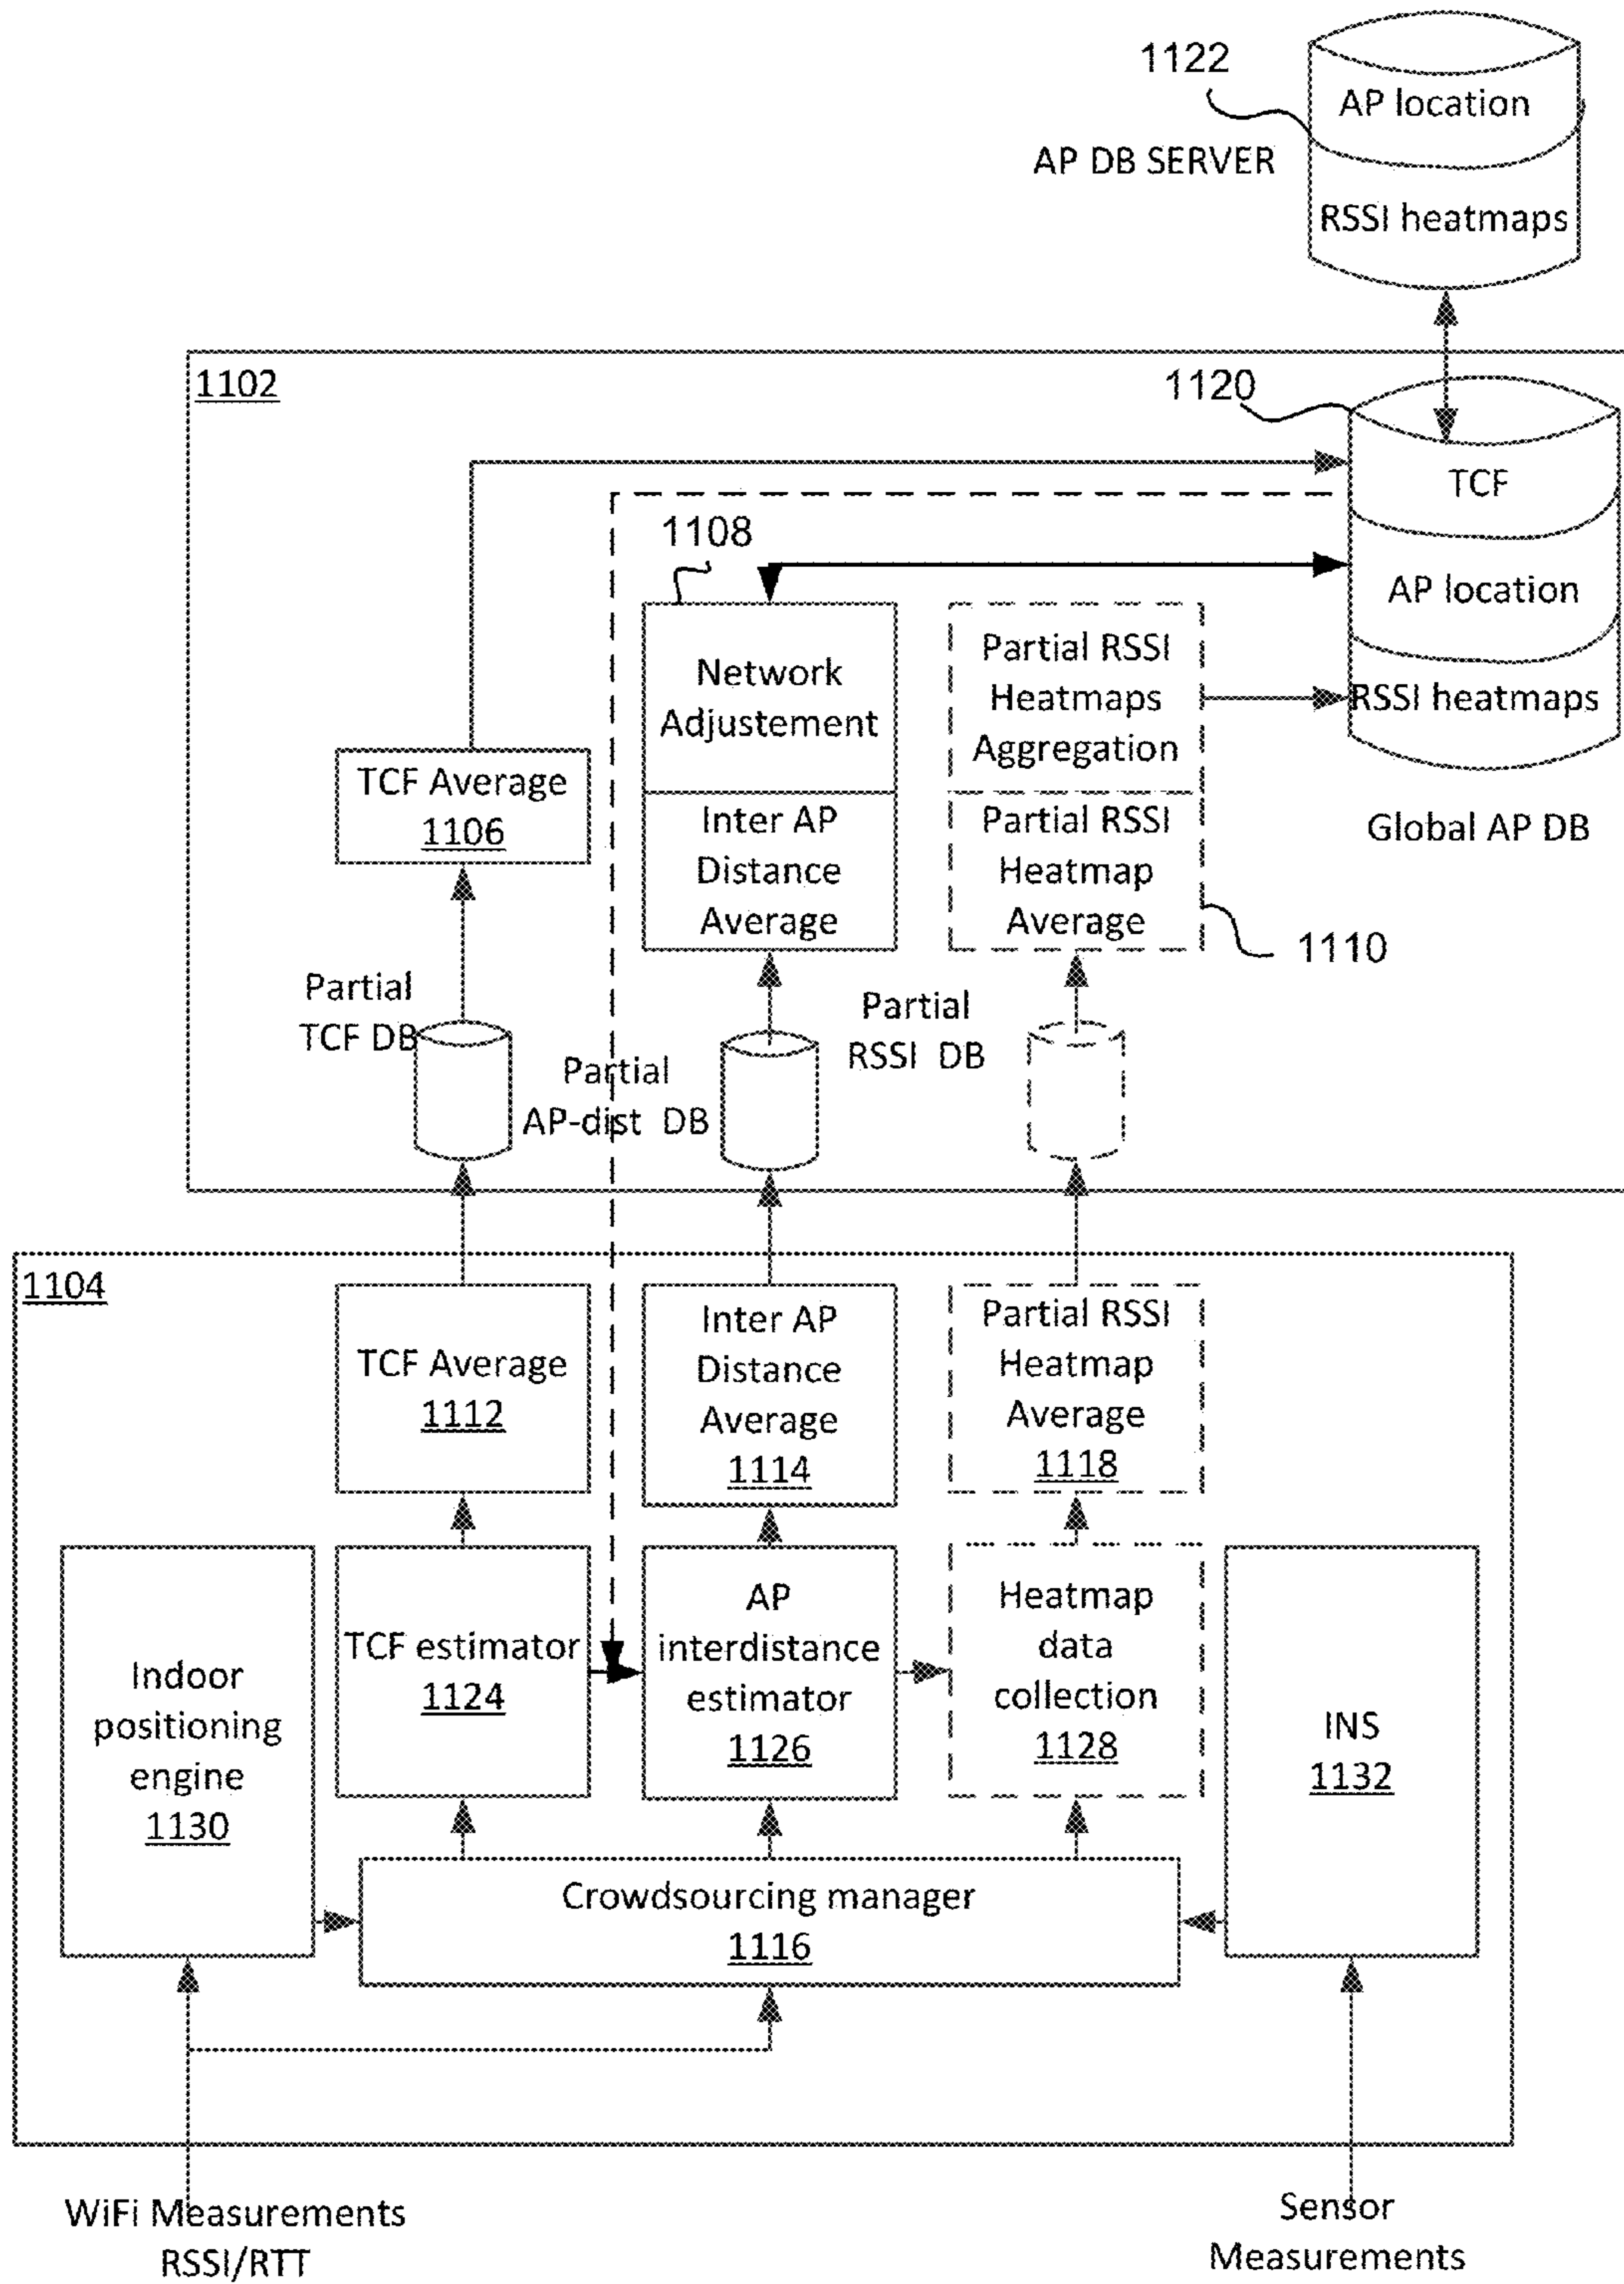 1122
AP location
AP DB SERVER
RSSI heatmaps
1102
1120
TCF
1108
AP location
Network
Adjustement
Partial RSSI
Heatmaps
Aggregation
RSSI heatmaps
TCF Average
1106
Inter AP
Distance
Average
Partial RSSI
Heatmap
Average
Global AP DB
1110
Partial
TCF DB
Partial
AP-dist DB
Partial
RSSI DB
1104
TCF Average
1112
Inter AP
Distance
Average
1114
Partial RSSI
Heatmap
Average
1118
Indoor
positioning
engine
1130
TCF estimator
1124
AP
interdistance
estimator
1126
Heatmap
data
collection
1128
INS
1132
Crowdsourcing manager
1116
WiFi Measurements
RSSI/RTT
Sensor
Measurements